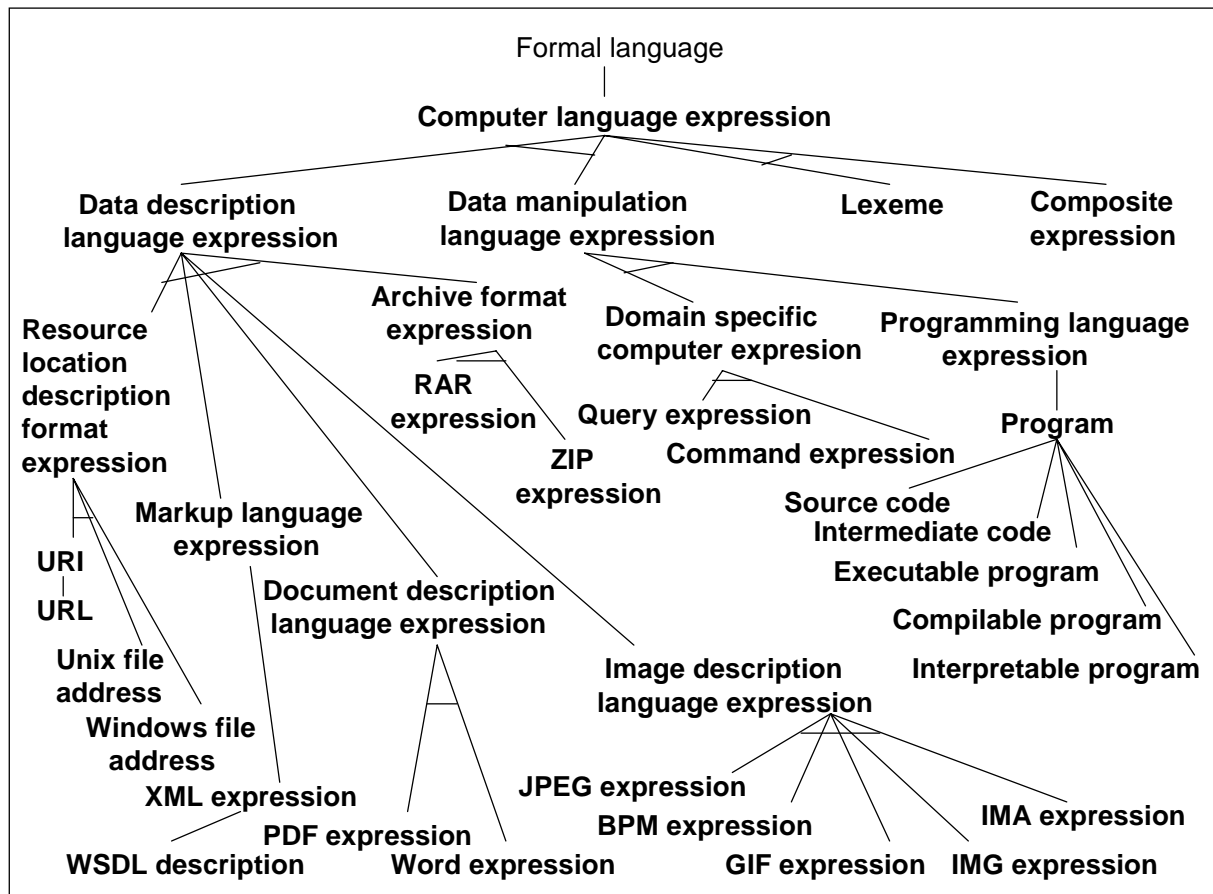 Formal language
Computer language expression
Data description
language expression
Data manipulation
language expression
Lexeme
Composite
expression
Resource
location
description
format
expression
Archive format
expression
Domain specific
computer expresion
Programming language
expression
RAR
expression
Query expression
Program
ZIP
expression
Command expression
Source code
Markup language
expression
Intermediate code
URI
Executable program
URL
Document description
language expression
Compilable program
Unix file
address
Image description
language expression
Interpretable program
Windows file
address
XML expression
JPEG expression
PDF expression
BPM expression
IMA expression
WSDL description
Word expression
GIF expression
IMG expression